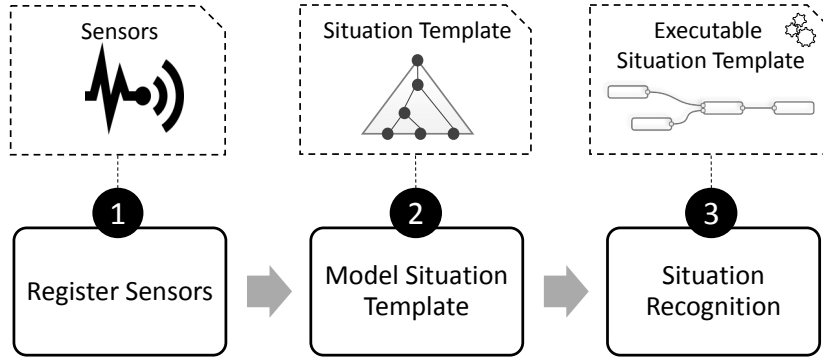 Sensors
Situation Template
Executable
Situation Template
1
2
3
Register Sensors
Model Situation
Template
Situation
Recognition